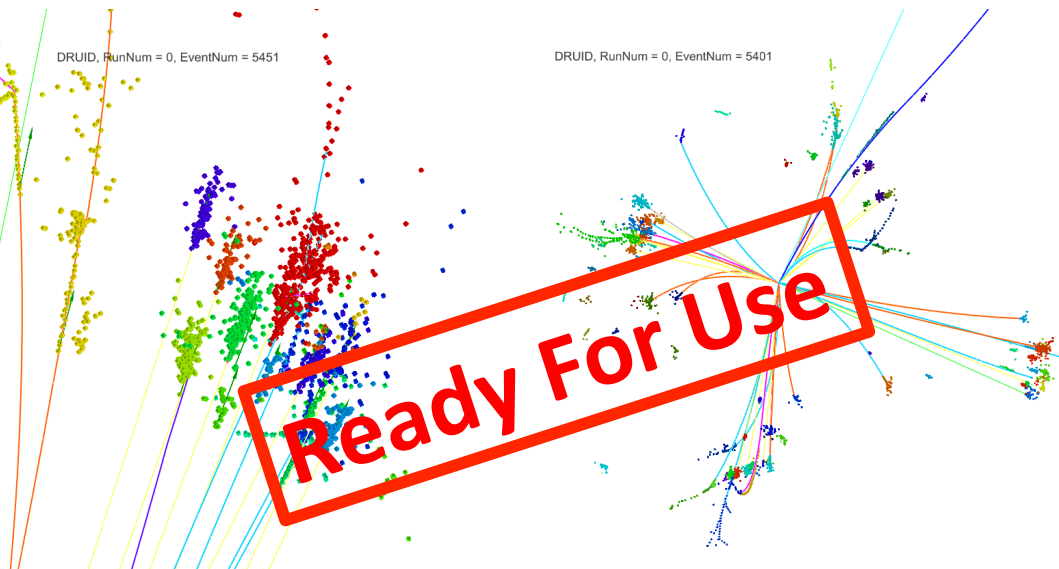 DRUID, RunNum = 0, EventNum = 5451
DRUID, RunNum = 0, EventNum = 5401
Ready For Use